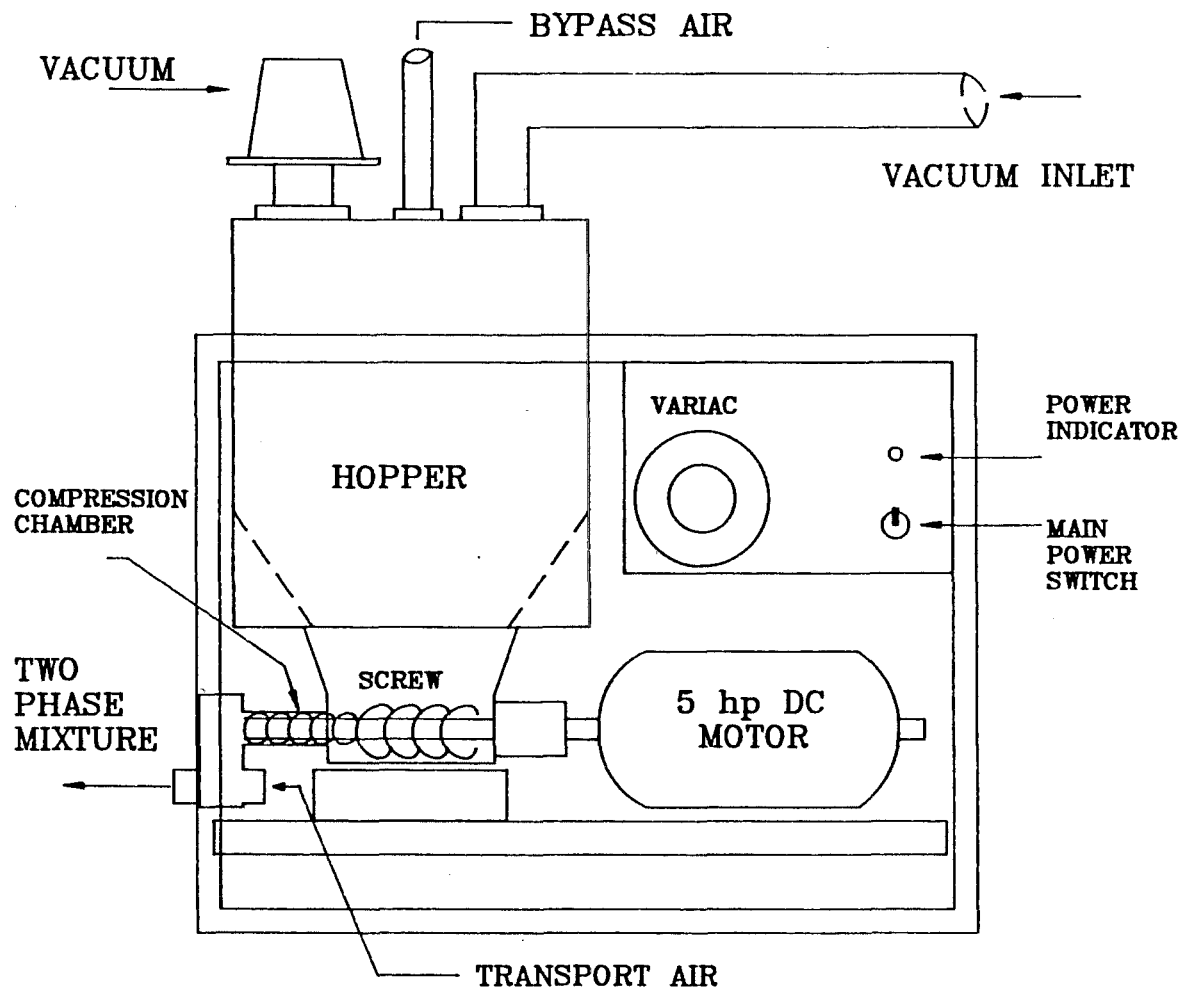 BYPASS AIR
VACUUM
VACUUM INLET
VARIAC
POWER
INDICATOR
HOPPER
COMPRESSION
CHAMBER
MAIN
POWER
SWITCH
TWO
PHASE
MIXTURE
SCREW
5 hp DC
MOTOR
TRANSPORT AIR